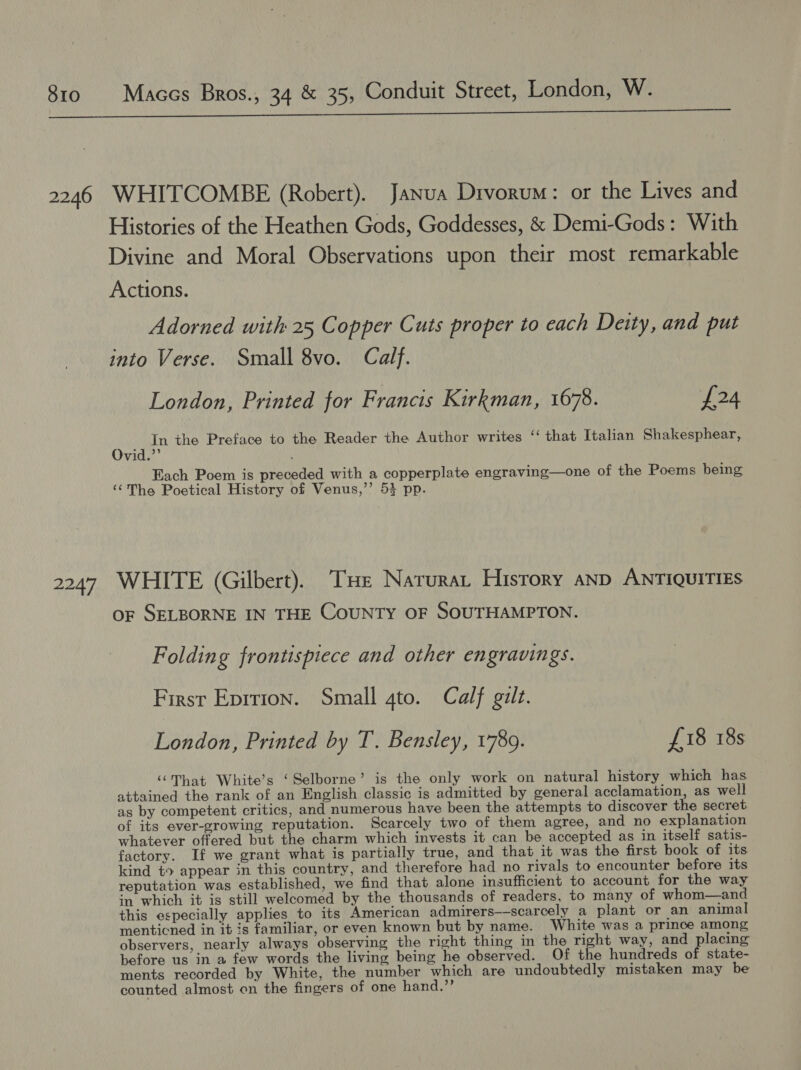 810 Maggs Bros., 34 & 35, Conduit Street, London, W.
2246 WHITCOMBE (Robert). Janua Divorum: or the Lives and
Histories of the Heathen Gods, Goddesses, & Demi-Gods: With
Divine and Moral Observations upon their most remarkable
Actions.
Adorned with 25 Copper Cuts proper to each Deity, and put
into Verse. Small 8vo. Calf.
London, Printed for Francis Kirkman, 1678. £24
In the Preface to the Reader the Author writes “that Italian Shakesphear,
Ovid.”
Each Poem is preceded with a copperplate engraving—one of the Poems being
“The Poetical History of Venus,” 5½ pp.
2247 WHITE (Gilbert). The Natural History and Antiquities
of Selborne in the County of Southampton.
Folding frontispiece and other engravings.
First Edition. Small 4to. Calf gilt.
London, Printed by T. Bensley, 1789. £18 18s
“That White’s ‘Selborne’ is the only work on natural history which has
attained the rank of an English classic is admitted by general acclamation, as well
as by competent critics, and numerous have been the attempts to discover the secret
of its ever-growing reputation. Scarcely two of them agree, and no explanation
whatever offered but the charm which invests it can be accepted as in itself satis-
factory. If we grant what is partially true, and that it was the first book of its
kind to appear in this country, and therefore had no rivals to encounter before its
reputation was established, we find that alone insufficient to account for the way
in which it is still welcomed by the thousands of readers, to many of whom—and
this especially applies to its American admirers—scarcely a plant or an animal
mentioned in it is familiar, or even known but by name. White was a prince among
observers, nearly always observing the right thing in the right way, and placing
before us in a few words the living being he observed. Of the hundreds of state-
ments recorded by White, the number which are undoubtedly mistaken may be
counted almost on the fingers of one hand.”